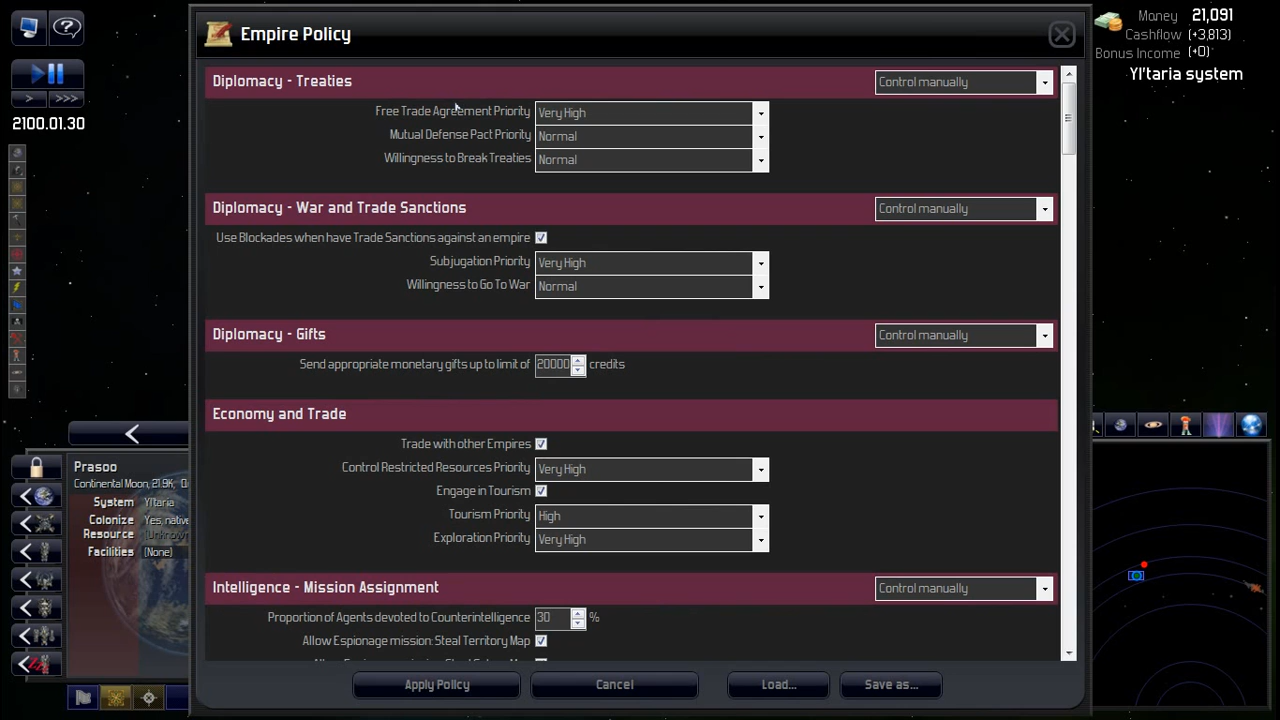 Empire Policy
Money 21,091
Cashflow (+3,813)
Bonus Income (+0)
Yl'taria system
2100.01.30
Diplomacy - Treaties Control manually
Free Trade Agreement Priority Very High
Mutual Defense Pact Priority Normal
Willingness to Break Treaties Normal
Diplomacy - War and Trade Sanctions Control manually
Use Blockades when have Trade Sanctions against an empire
Subjugation Priority Very High
Willingness to Go To War Normal
Diplomacy - Gifts Control manually
Send appropriate monetary gifts up to limit of 20000 credits
Economy and Trade
Trade with other Empires
Control Restricted Resources Priority Very High
Engage in Tourism
Tourism Priority High
Exploration Priority Very High
Intelligence - Mission Assignment Control manually
Proportion of Agents devoted to Counterintelligence 30 %
Allow Espionage mission: Steal Territory Map
Prasoo
Continental Moon, 21.9K,
System Yl'taria
Colonize Yes, native
Resource (Unknown
Facilities (None)
Apply Policy Cancel Load... Save as...